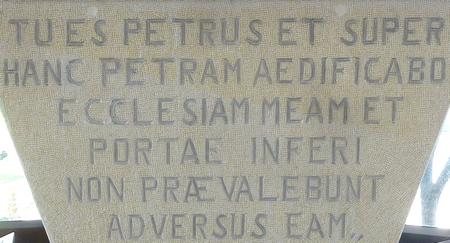 TU ES PETRUS ET SUPER
HANC PETRAM AEDIFICABO
ECCLESIAM MEAM ET
PORTAE INFERI
NON PRÆVALEBUNT
ADVERSUS EAM,,